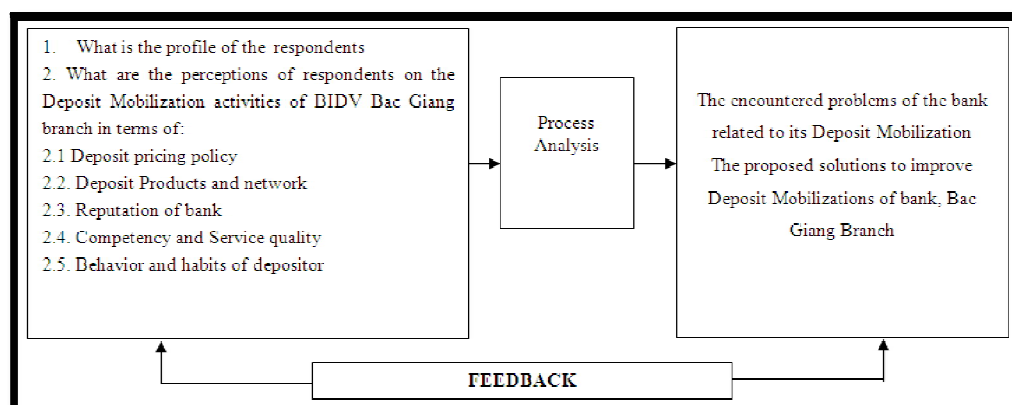 1. What is the profile of the respondents
2. What are the perceptions of respondents on the
Deposit Mobilization activities of BIDV Bac Giang
branch in terms of:
2.1 Deposit pricing policy
2.2. Deposit Products and network
2.3. Reputation of bank
2.4. Competency and Service quality
2.5. Behavior and habits of depositor
Process
Analysis
The encountered problems of the bank
related to its Deposit Mobilization
The proposed solutions to improve
Deposit Mobilizations of bank, Bac
Giang Branch
FEEDBACK